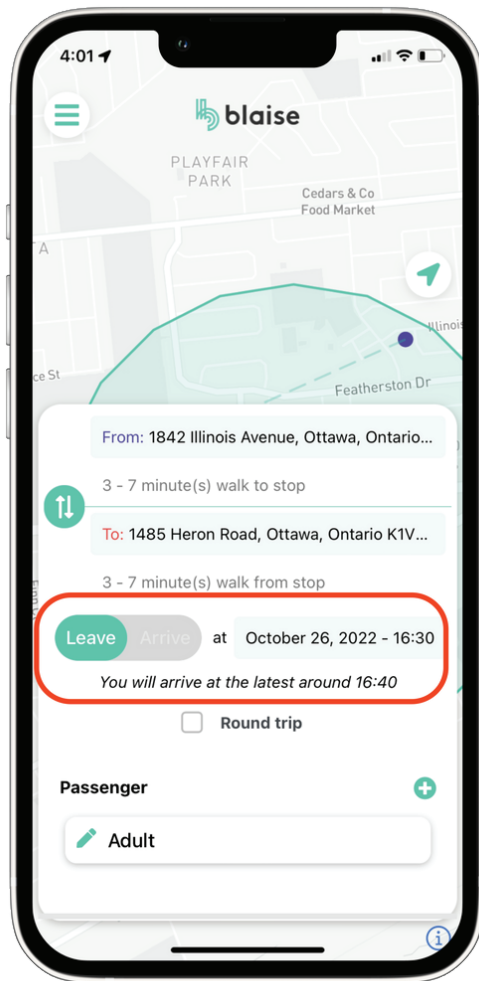 4:01
blaise
PLAYFAIR
PARK
Cedars & Co
Food Market
TA
Illinois
ce St
Featherston Dr
From: 1842 Illinois Avenue, Ottawa, Ontario...
3 - 7 minute(s) walk to stop
To: 1485 Heron Road, Ottawa, Ontario K1V...
3 - 7 minute(s) walk from stop
Leave Arrive at October 26, 2022 - 16:30
You will arrive at the latest around 16:40
Round trip
Passenger
Adult